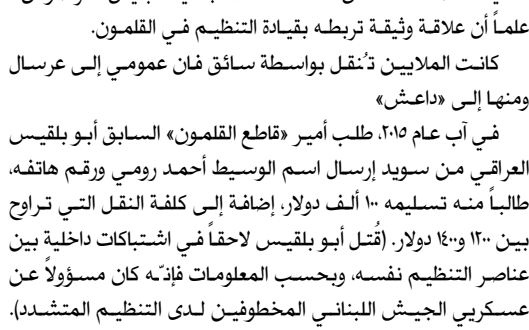 علماً أن علاقة وثيقة تربطه بقيادة التنظيم في القلمون.
كانت الملايين تُنقل بواسطة سائق فان عمومي إلى عرسال
ومنها إلى «داعش»
في آب عام ٢٠١٥، طلب أمير «قاطع القلمون» السابق أبو بلقيس
العراقي من سويد إرسال اسم الوسيط أحمد رومي ورقم هاتفه،
طالباً منه تسليمه ١٠٠ ألف دولار، إضافة إلى كلفة النقل التي تراوح
بين ١٢٠٠ و١٤٠٠ دولار. (قُتل أبو بلقيس لاحقاً في اشتباكات داخلية بين
عناصر التنظيم نفسه، وبحسب المعلومات فإنّه كان مسؤولاً عن
عسكريي الجيش اللبناني المخطوفين لدى التنظيم المتشدد).